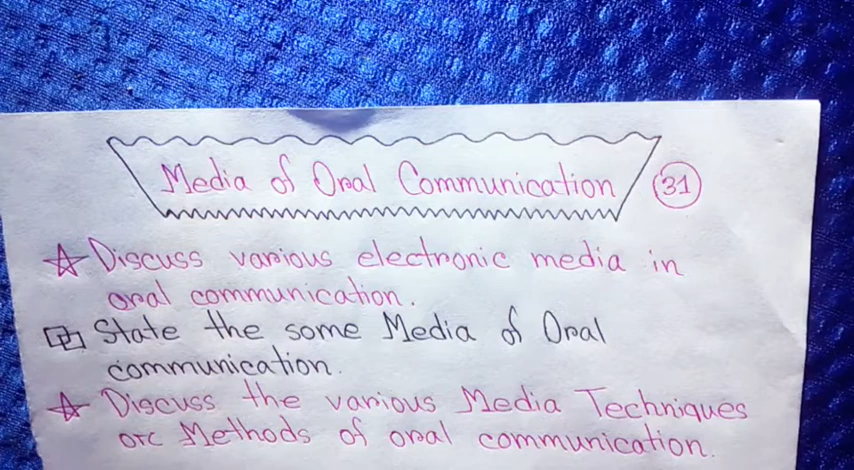 Media of Oral Communication
31
Discuss various electronic media in
oral communication.
State the some Media of Oral
communication.
Discuss the various Media Techniques
orc Methods of oral communication.